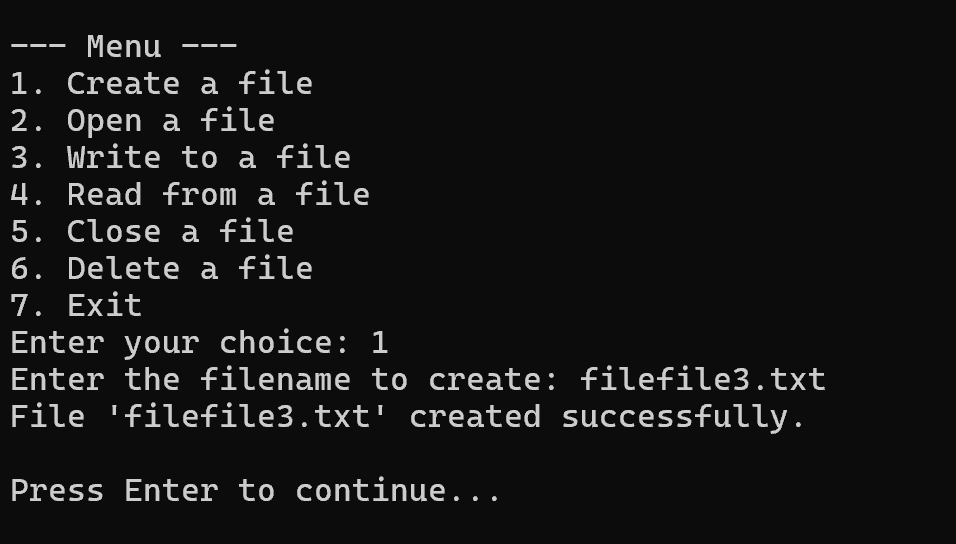 --- Menu ---
1. Create a file
2. Open a file
3. Write to a file
4. Read from a file
5. Close a file
6. Delete a file
7. Exit
Enter your choice: 1
Enter the filename to create: filefile3.txt
File 'filefile3.txt' created successfully.
Press Enter to continue...